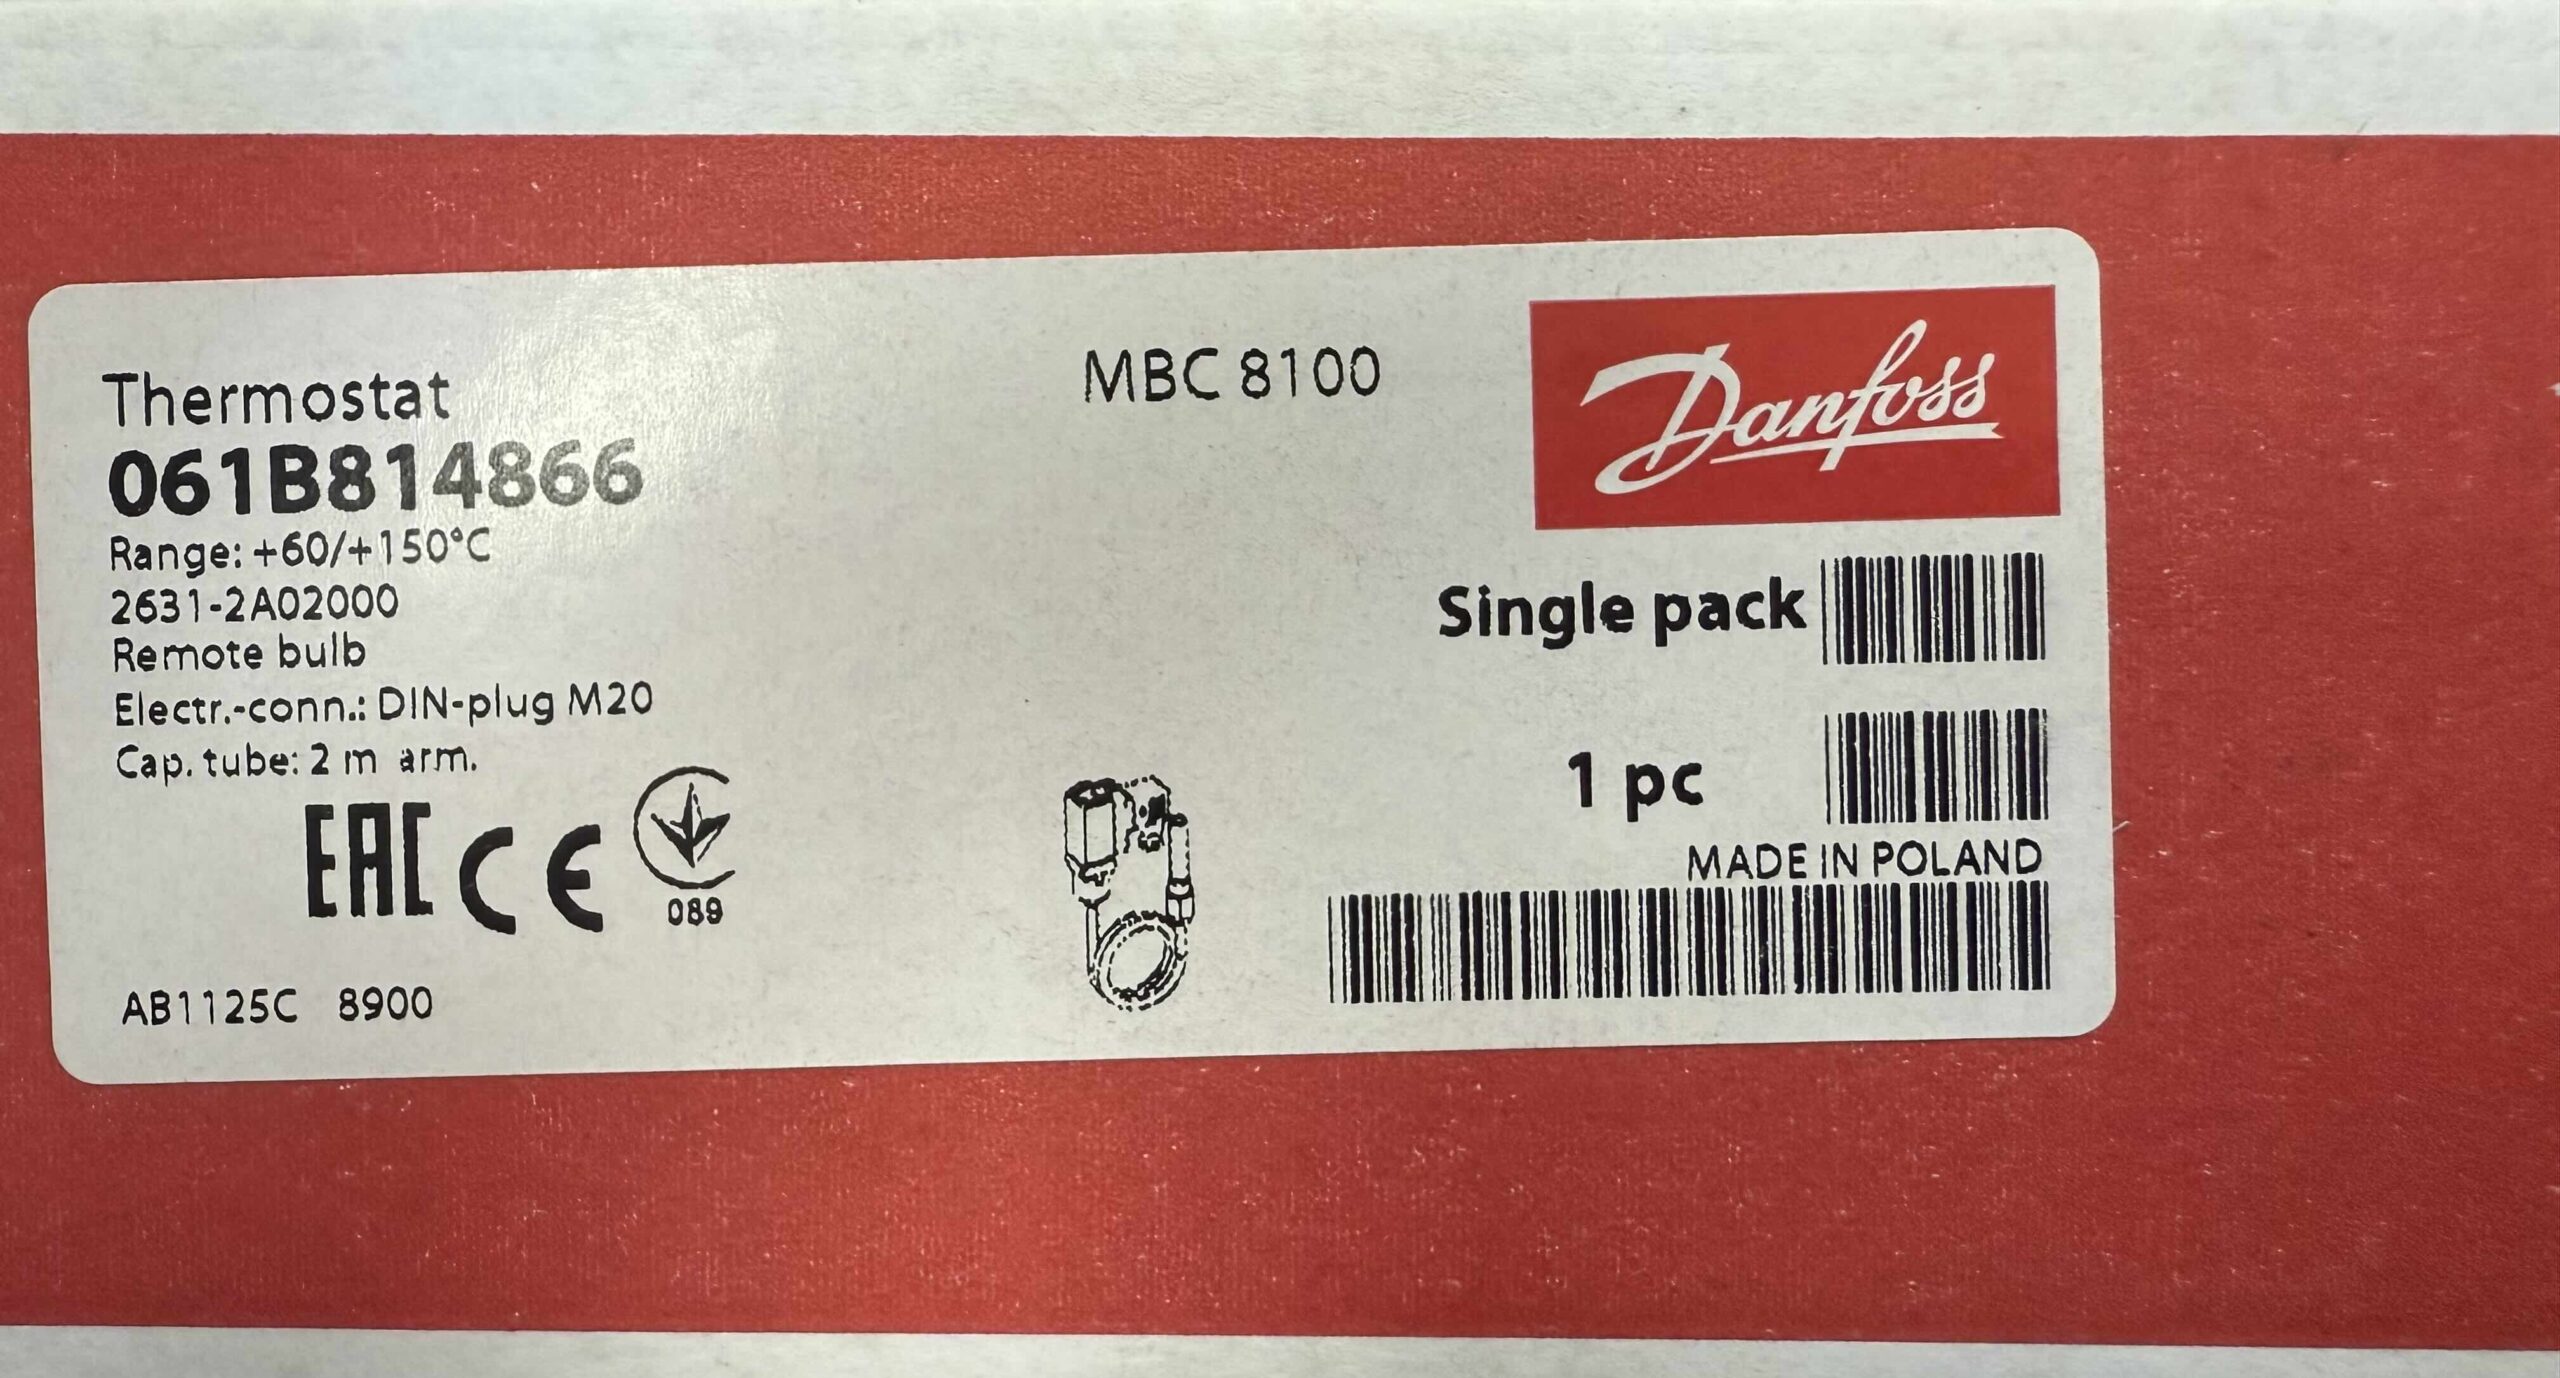 Thermostat
MBC 8100
Danfoss
061B814866
Range: +60/+150°C
2631-2A02000
Remote bulb
Electr.-conn.: DIN-plug M20
Cap. tube: 2 m arm.
Single pack
1 pc
MADE IN POLAND
EAC CE
089
AB1125C 8900